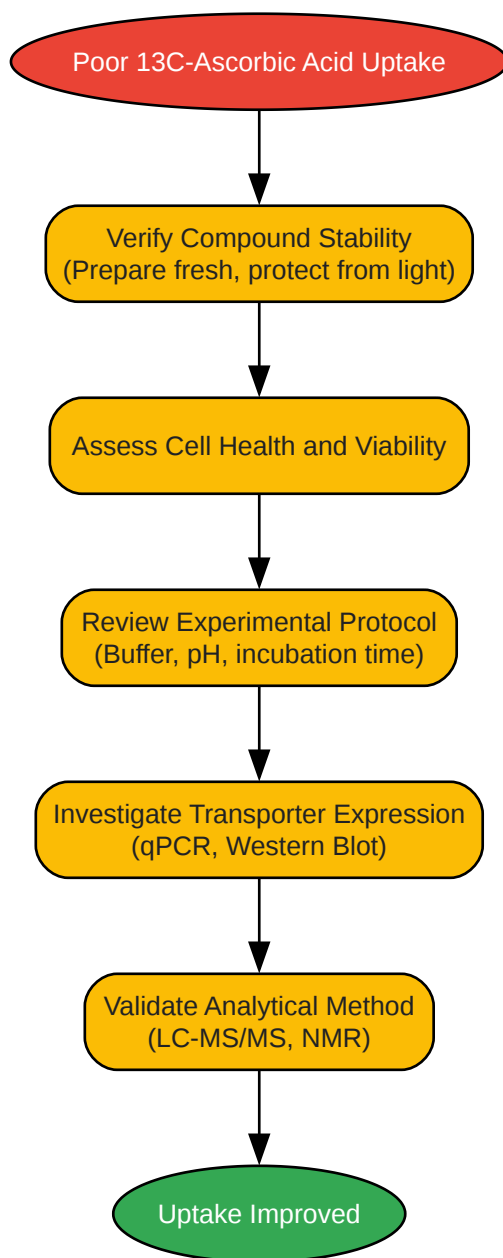 Poor 13C-Ascorbic Acid Uptake
Verify Compound Stability
(Prepare fresh, protect from light)
Assess Cell Health and Viability
Review Experimental Protocol
(Buffer, pH, incubation time)
Investigate Transporter Expression
(qPCR, Western Blot)
Validate Analytical Method
(LC-MS/MS, NMR)
Uptake Improved